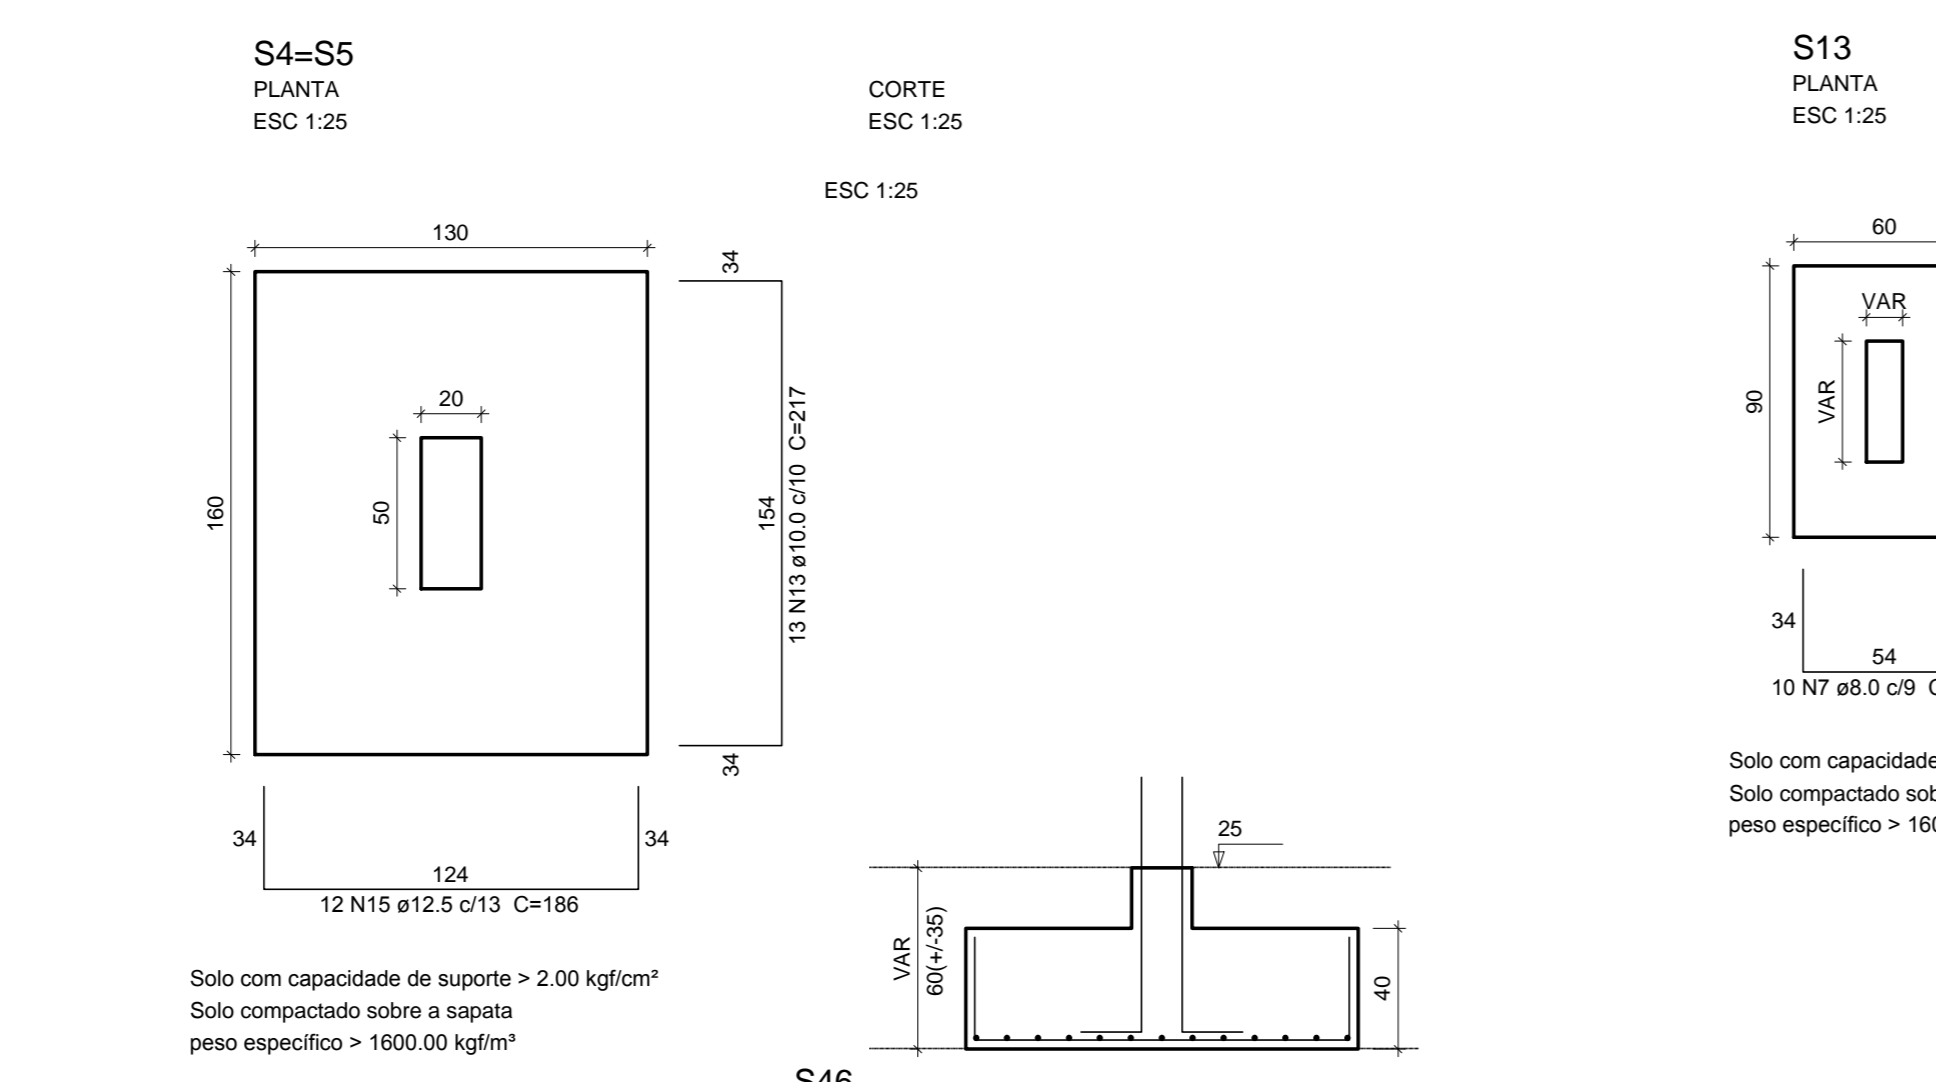 S4=S5
PLANTA
ESC 1:25
CORTE
ESC 1:25
ESC 1:25
130
34
160
20
50
154
13 N13 ø10.0 c/10 C=217
34
34
34
124
12 N15 ø12.5 c/13 C=186
Solo com capacidade de suporte > 2.00 kgf/cm²
Solo compactado sobre a sapata
peso específico > 1600.00 kgf/m³
25
VAR
60(+/-35)
40
S46
S13
PLANTA
ESC 1:25
60
VAR
90
VAR
34
54
10 N7 ø8.0 c/9
Solo com capacidade
Solo compactado
peso específico >